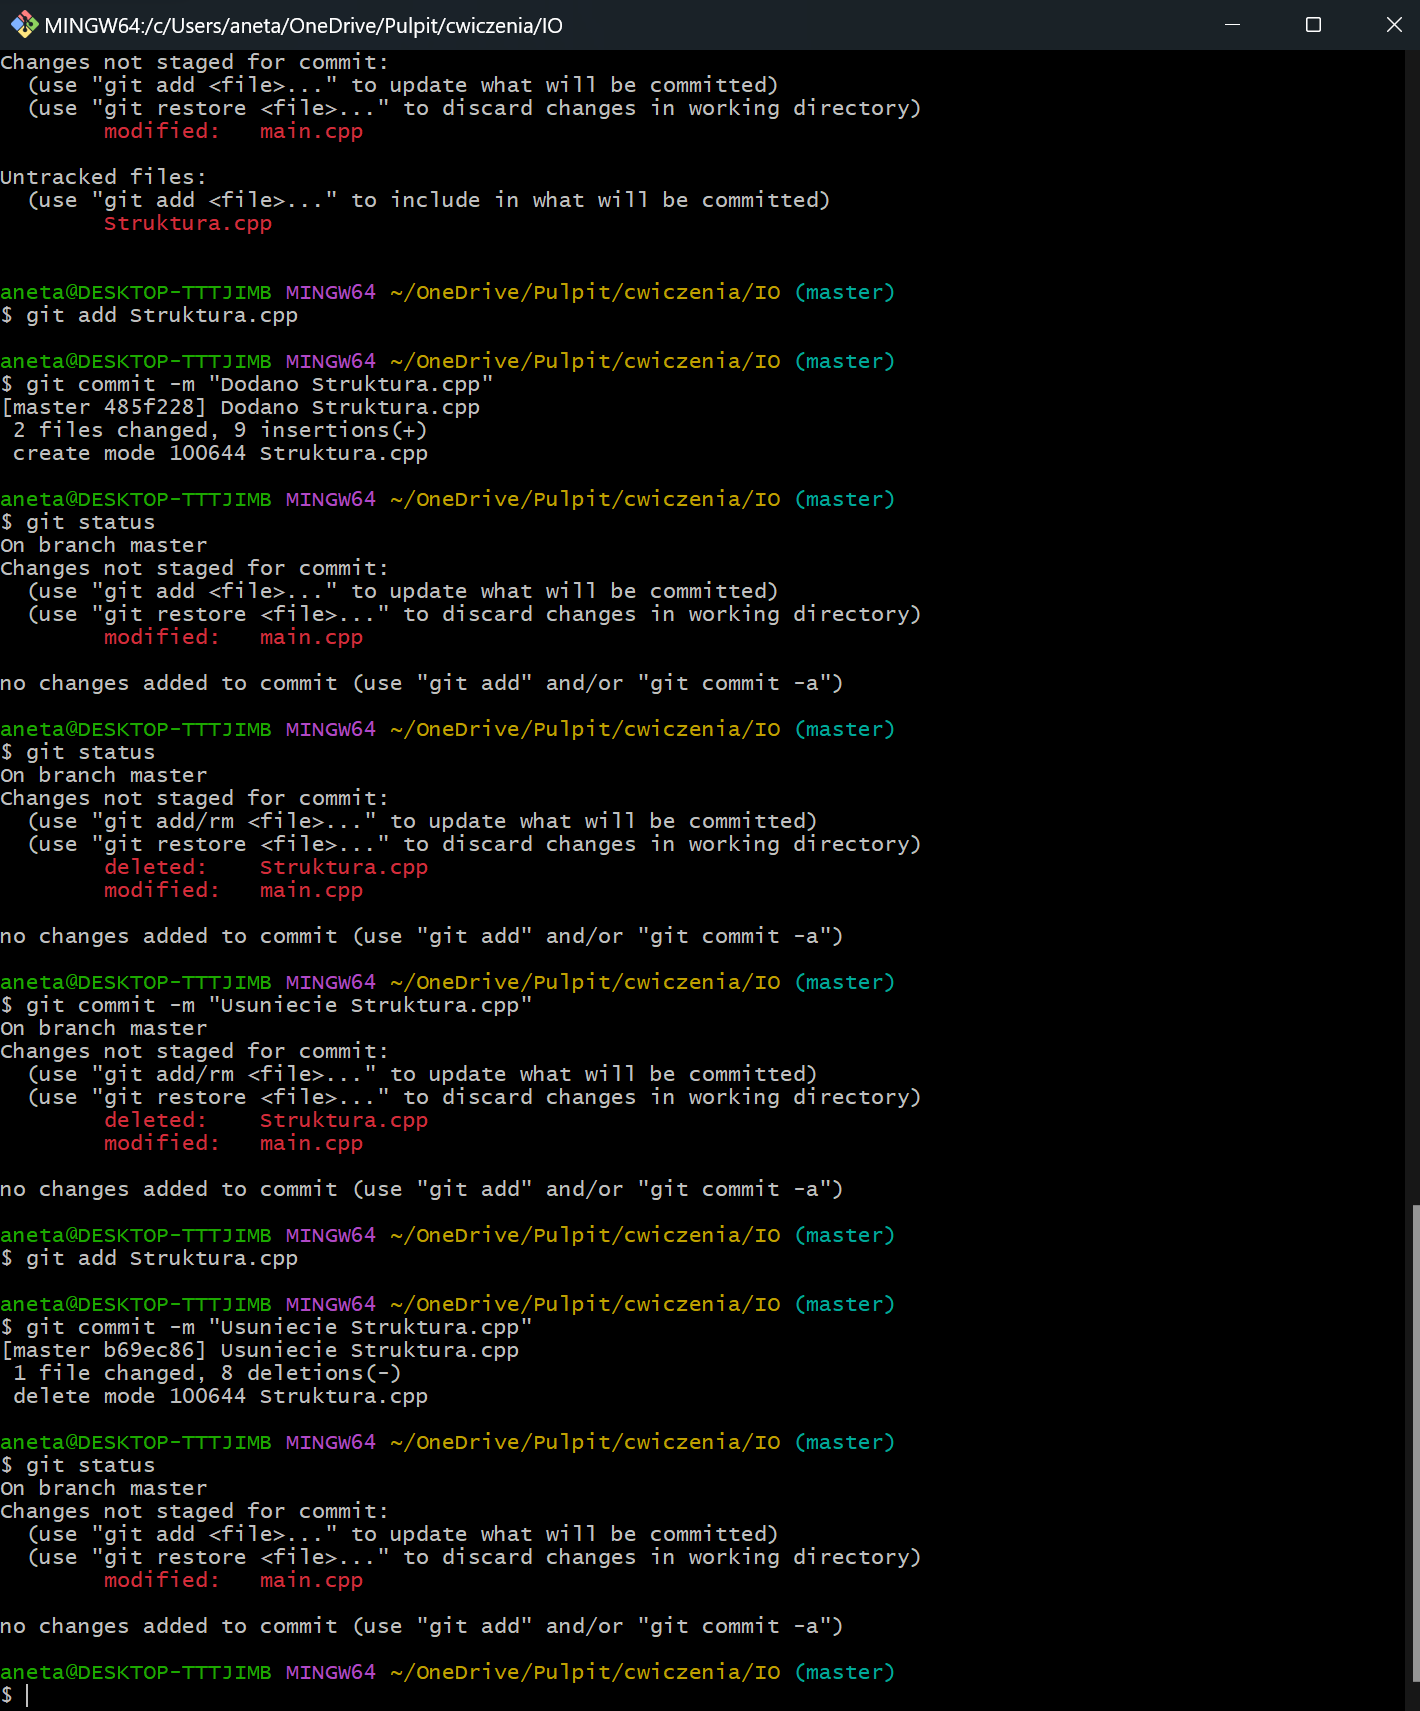 MINGW64:/c/Users/aneta/OneDrive/Pulpit/cwiczenia/IO
Changes not staged for commit:
  (use "git add <file>..." to update what will be committed)
  (use "git restore <file>..." to discard changes in working directory)
        modified:   main.cpp

Untracked files:
  (use "git add <file>..." to include in what will be committed)
        Struktura.cpp


aneta@DESKTOP-TTTJIMB MINGW64 ~/OneDrive/Pulpit/cwiczenia/IO (master)
$ git add Struktura.cpp

aneta@DESKTOP-TTTJIMB MINGW64 ~/OneDrive/Pulpit/cwiczenia/IO (master)
$ git commit -m "Dodano Struktura.cpp"
[master 485f228] Dodano Struktura.cpp
 2 files changed, 9 insertions(+)
 create mode 100644 Struktura.cpp

aneta@DESKTOP-TTTJIMB MINGW64 ~/OneDrive/Pulpit/cwiczenia/IO (master)
$ git status
On branch master
Changes not staged for commit:
  (use "git add <file>..." to update what will be committed)
  (use "git restore <file>..." to discard changes in working directory)
        modified:   main.cpp

no changes added to commit (use "git add" and/or "git commit -a")

aneta@DESKTOP-TTTJIMB MINGW64 ~/OneDrive/Pulpit/cwiczenia/IO (master)
$ git status
On branch master
Changes not staged for commit:
  (use "git add/rm <file>..." to update what will be committed)
  (use "git restore <file>..." to discard changes in working directory)
        deleted:    Struktura.cpp
        modified:   main.cpp

no changes added to commit (use "git add" and/or "git commit -a")

aneta@DESKTOP-TTTJIMB MINGW64 ~/OneDrive/Pulpit/cwiczenia/IO (master)
$ git commit -m "Usuniecie Struktura.cpp"
On branch master
Changes not staged for commit:
  (use "git add/rm <file>..." to update what will be committed)
  (use "git restore <file>..." to discard changes in working directory)
        deleted:    Struktura.cpp
        modified:   main.cpp

no changes added to commit (use "git add" and/or "git commit -a")

aneta@DESKTOP-TTTJIMB MINGW64 ~/OneDrive/Pulpit/cwiczenia/IO (master)
$ git add Struktura.cpp

aneta@DESKTOP-TTTJIMB MINGW64 ~/OneDrive/Pulpit/cwiczenia/IO (master)
$ git commit -m "Usuniecie Struktura.cpp"
[master b69ec86] Usuniecie Struktura.cpp
 1 file changed, 8 deletions(-)
 delete mode 100644 Struktura.cpp

aneta@DESKTOP-TTTJIMB MINGW64 ~/OneDrive/Pulpit/cwiczenia/IO (master)
$ git status
On branch master
Changes not staged for commit:
  (use "git add <file>..." to update what will be committed)
  (use "git restore <file>..." to discard changes in working directory)
        modified:   main.cpp

no changes added to commit (use "git add" and/or "git commit -a")

aneta@DESKTOP-TTTJIMB MINGW64 ~/OneDrive/Pulpit/cwiczenia/IO (master)
$